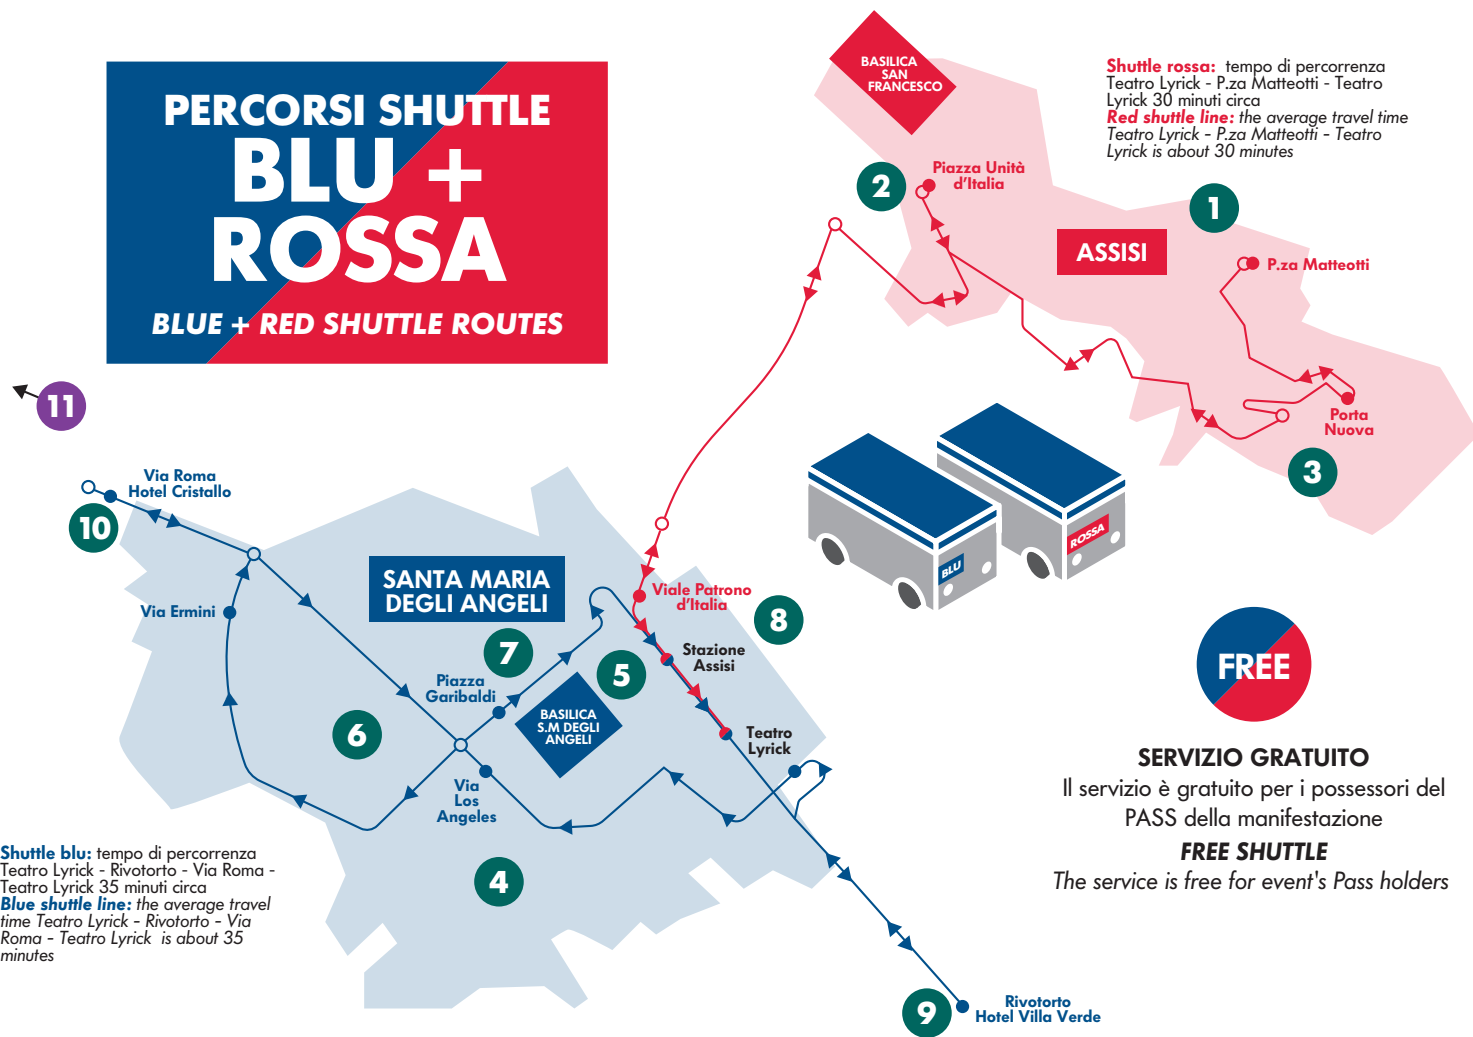 PERCORSI SHUTTLE
BLU +
ROSSA
BLUE + RED SHUTTLE ROUTES
BASILICA
SAN
FRANCESCO
Shuttle rossa: tempo di percorrenza
Teatro Lyrick - P.za Matteotti - Teatro
Lyrick 30 minuti circa
Red shuttle line: the average travel time
Teatro Lyrick - P.za Matteotti - Teatro
Lyrick is about 30 minutes
2
Piazza Unità
d'Italia
1
ASSISI
P.za Matteotti
Porta
Nuova
3
11
Via Roma
Hotel Cristallo
10
Via Ermini
SANTA MARIA
DEGLI ANGELI
BLU
ROSSA
Viale Patrono
d'Italia
8
7
Stazione
Assisi
5
Piazza
Garibaldi
BASILICA
S.M DEGLI
ANGELI
6
Teatro
Lyrick
Via
Los
Angeles
4
FREE
SERVIZIO GRATUITO
Il servizio è gratuito per i possessori del
PASS della manifestazione
FREE SHUTTLE
The service is free for event's Pass holders
Shuttle blu: tempo di percorrenza
Teatro Lyrick - Rivotorto - Via Roma -
Teatro Lyrick 35 minuti circa
Blue shuttle line: the average travel
time Teatro Lyrick - Rivotorto - Via
Roma - Teatro Lyrick is about 35
minutes
9
Rivotorto
Hotel Villa Verde